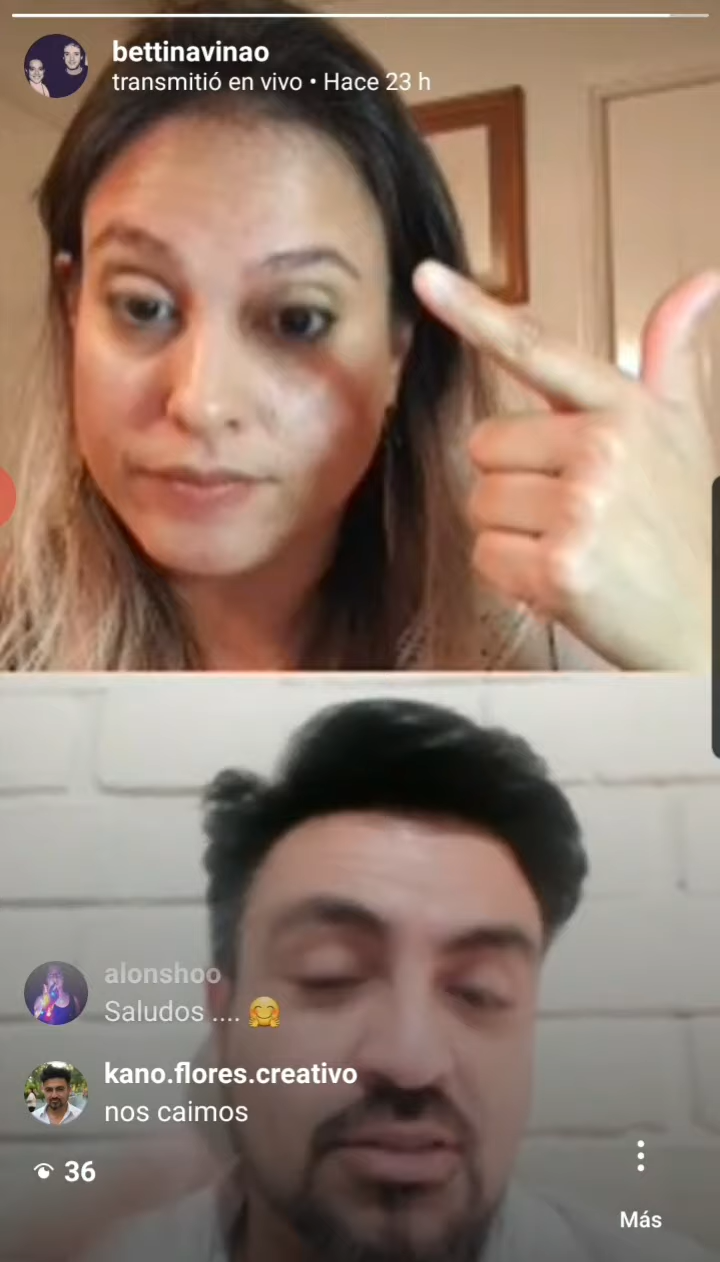 bettinavinao
transmitió en vivo • Hace 23 h
alonshoo
Saludos .... 🤗
kano.flores.creativo
nos caimos
36
Más